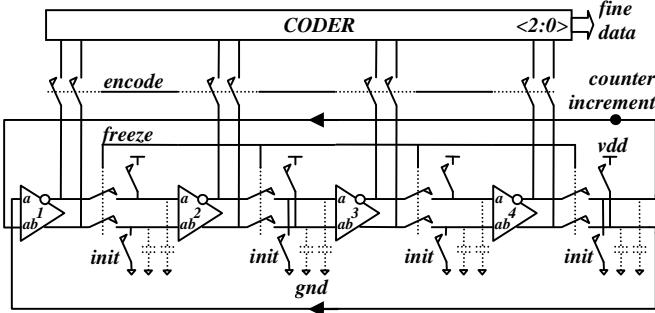 CODER <2:0>
fine
data
encode
counter
increment
freeze
vdd
a 1 ab
a 2 ab
a 3 ab
a 4 ab
init
init
init
init
gnd